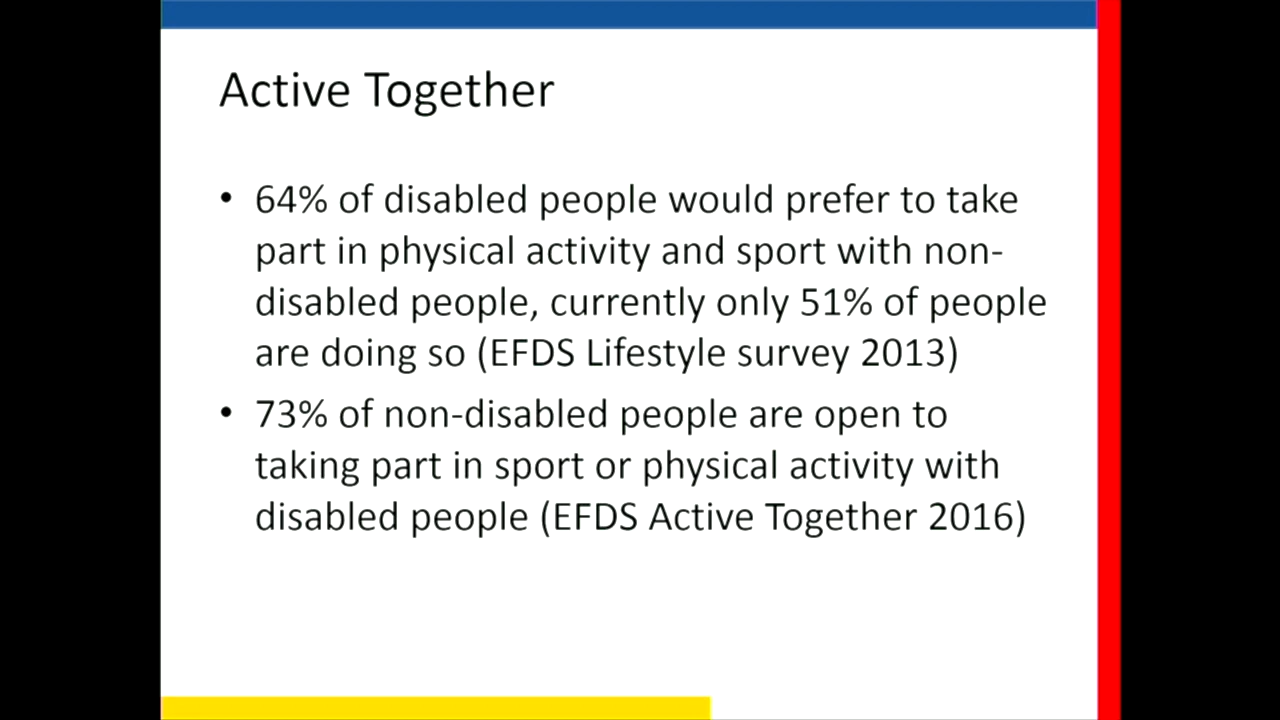 Active Together
• 64% of disabled people would prefer to take
part in physical activity and sport with non-
disabled people, currently only 51% of people
are doing so (EFDS Lifestyle survey 2013)
• 73% of non-disabled people are open to
taking part in sport or physical activity with
disabled people (EFDS Active Together 2016)